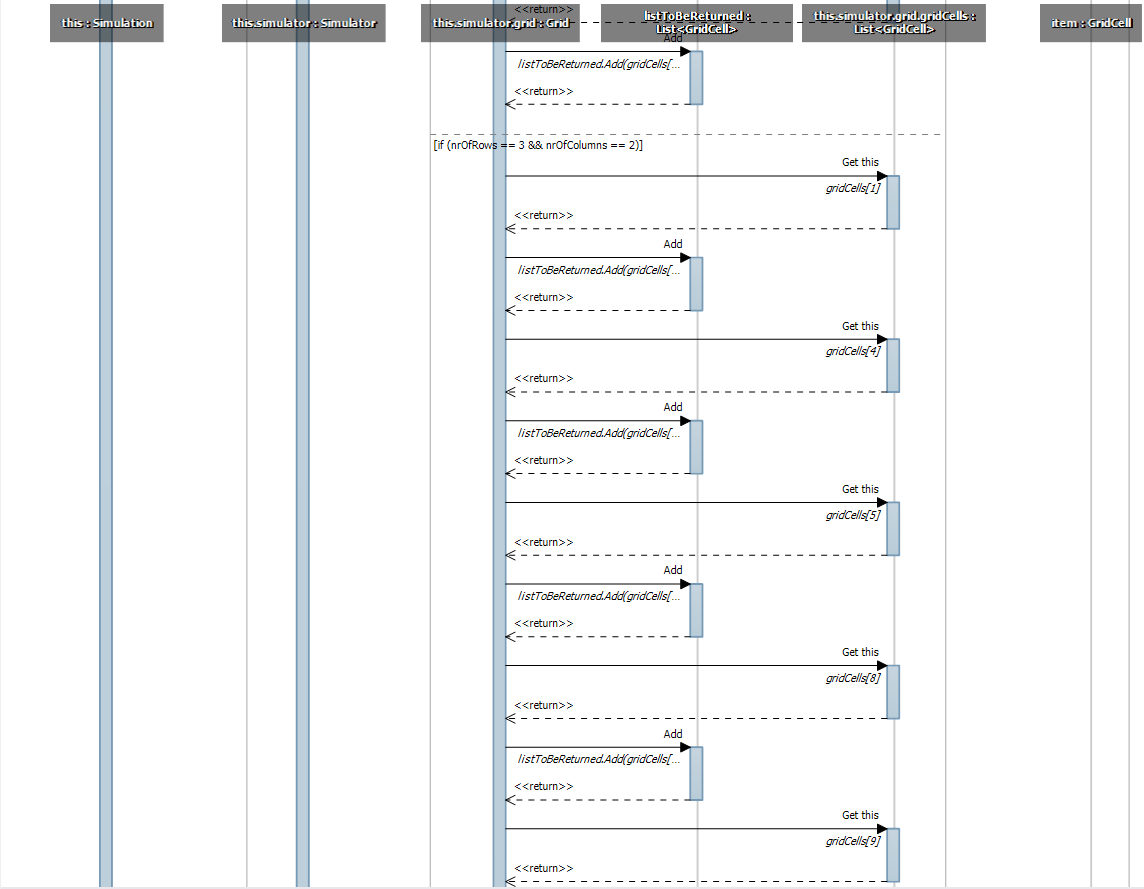 <<return>>
this : Simulation
this.simulator : Simulator
this.simulator.grid : Grid
listToBeReturned :
List<GridCell>
this.simulator.grid.gridCells :
List<GridCell>
item : GridCell
Add
listToBeReturned.Add(gridCells[...
<<return>>
[if (nrOfRows == 3 && nrOfColumns == 2)]
Get this
gridCells[1]
<<return>>
Add
listToBeReturned.Add(gridCells[...
<<return>>
Get this
gridCells[4]
<<return>>
Add
listToBeReturned.Add(gridCells[...
<<return>>
Get this
gridCells[5]
<<return>>
Add
listToBeReturned.Add(gridCells[...
<<return>>
Get this
gridCells[8]
<<return>>
Add
listToBeReturned.Add(gridCells[...
<<return>>
Get this
gridCells[9]
<<return>>